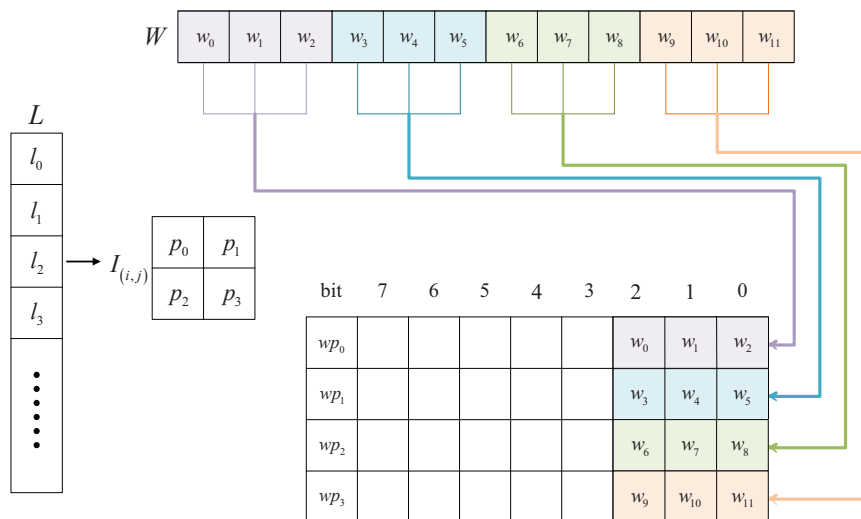 W w₀ w₁ w₂ w₃ w₄ w₅ w₆ w₇ w₈ w₉ w₁₀ w₁₁
L
l₀
l₁
l₂
l₃
I₍ᵢ,ⱼ₎
p₀ p₁
p₂ p₃
bit 7 6 5 4 3 2 1 0
wp₀ w₀ w₁ w₂
wp₁ w₃ w₄ w₅
wp₂ w₆ w₇ w₈
wp₃ w₉ w₁₀ w₁₁